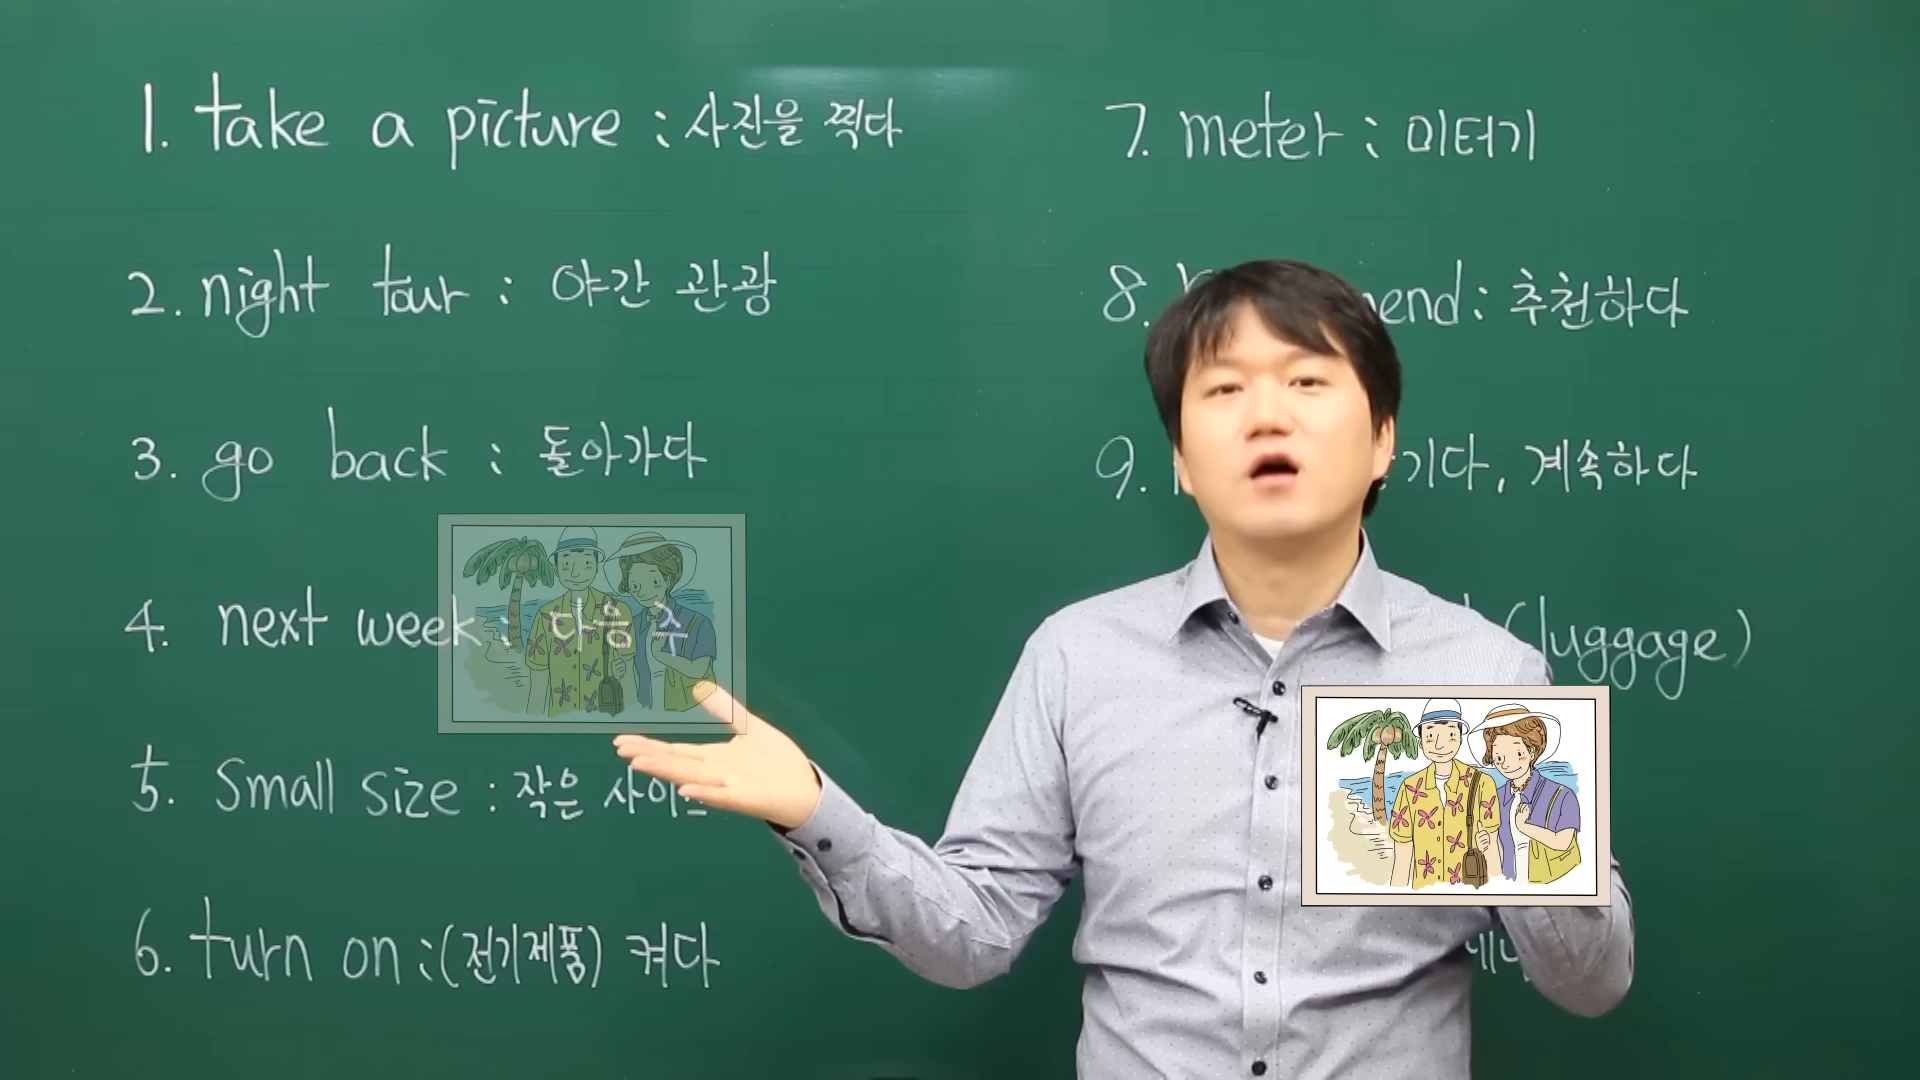 1. take a picture : 사진을 찍다
2. night tour : 야간 관광
3. go back : 돌아가다
4. next week : 다음 주
5. Small size : 작은
6. turn on : (전기제품) 켜다
7. meter : 미터기
8. : 추천하다
9. 계속하다
(luggage)